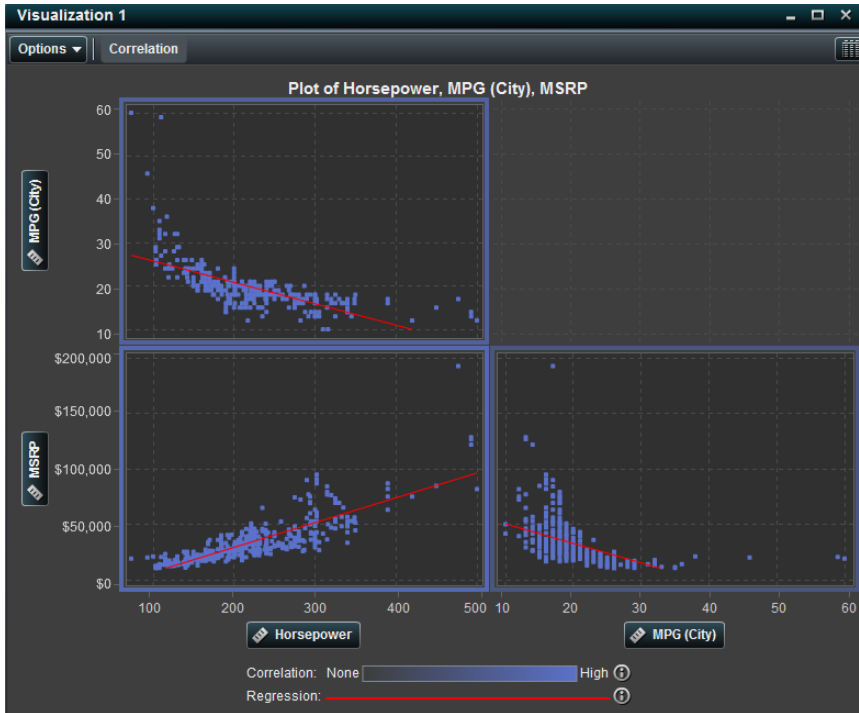 Visualization 1
Options
Correlation
Plot of Horsepower, MPG (City), MSRP
60
50
40
30
20
10
MPG (City)
$200,000
$150,000
$100,000
$50,000
$0
MSRP
100 200 300 400 500 10 20 30 40 50 60
Horsepower
MPG (City)
Correlation: None High
Regression: